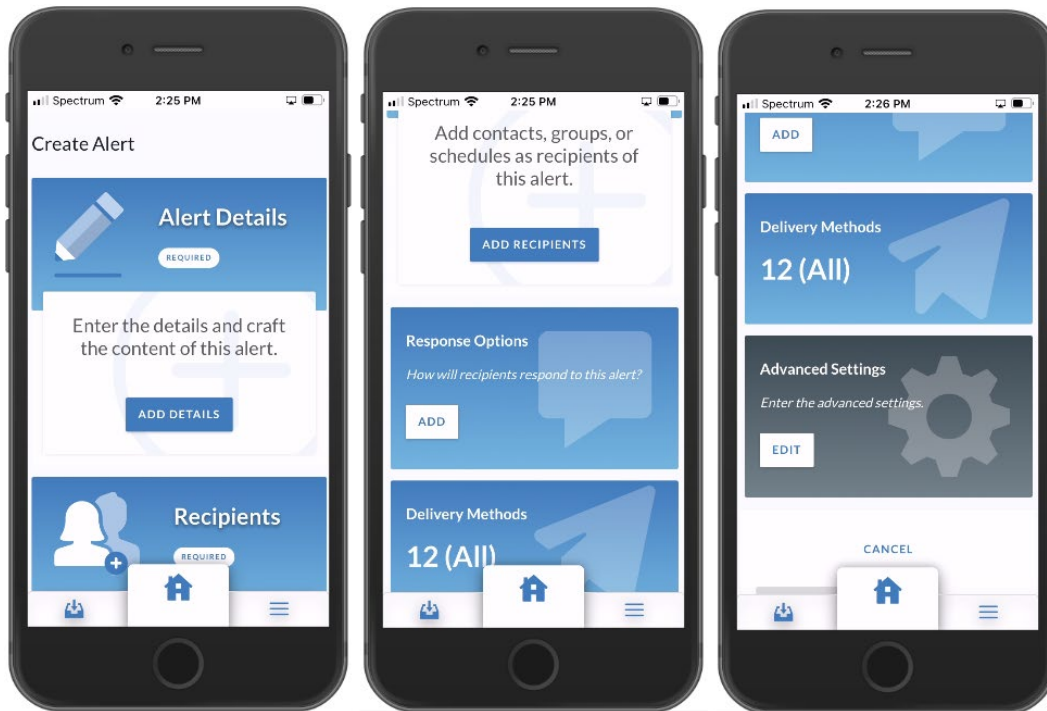 Spectrum
2:25 PM
Create Alert
Alert Details
REQUIRED
Enter the details and craft
the content of this alert.
ADD DETAILS
Recipients
REQUIRED
Spectrum
2:25 PM
Add contacts, groups, or
schedules as recipients of
this alert.
ADD RECIPIENTS
Response Options
How will recipients respond to this alert?
ADD
Delivery Methods
12 (All)
Spectrum
2:26 PM
ADD
Delivery Methods
12 (All)
Advanced Settings
Enter the advanced settings.
EDIT
CANCEL